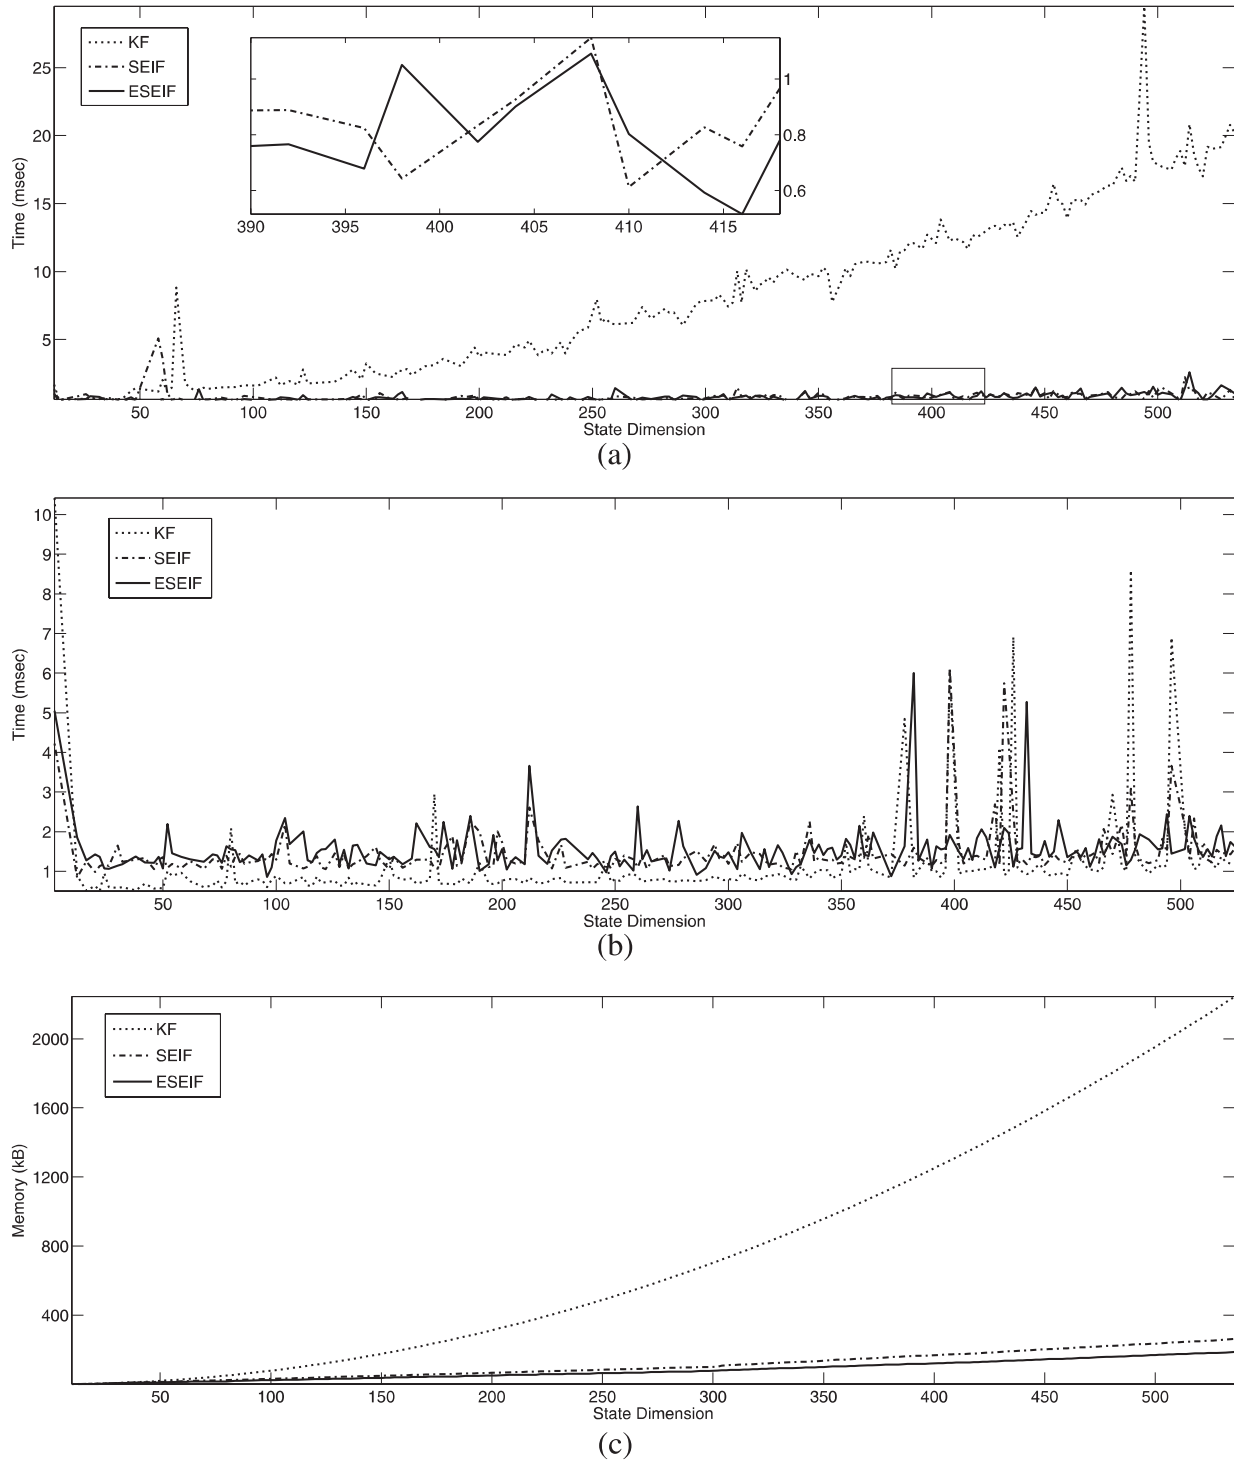 KF
SEIF
ESEIF
25
20
15
10
5
Time (msec)
1
0.8
0.6
390 395 400 405 410 415
50 100 150 200 250 300 350 400 450 500
State Dimension
(a)
KF
SEIF
ESEIF
10
9
8
7
6
5
4
3
2
1
Time (msec)
50 100 150 200 250 300 350 400 450 500
State Dimension
(b)
KF
SEIF
ESEIF
2000
1600
1200
800
400
Memory (kB)
50 100 150 200 250 300 350 400 450 500
State Dimension
(c)